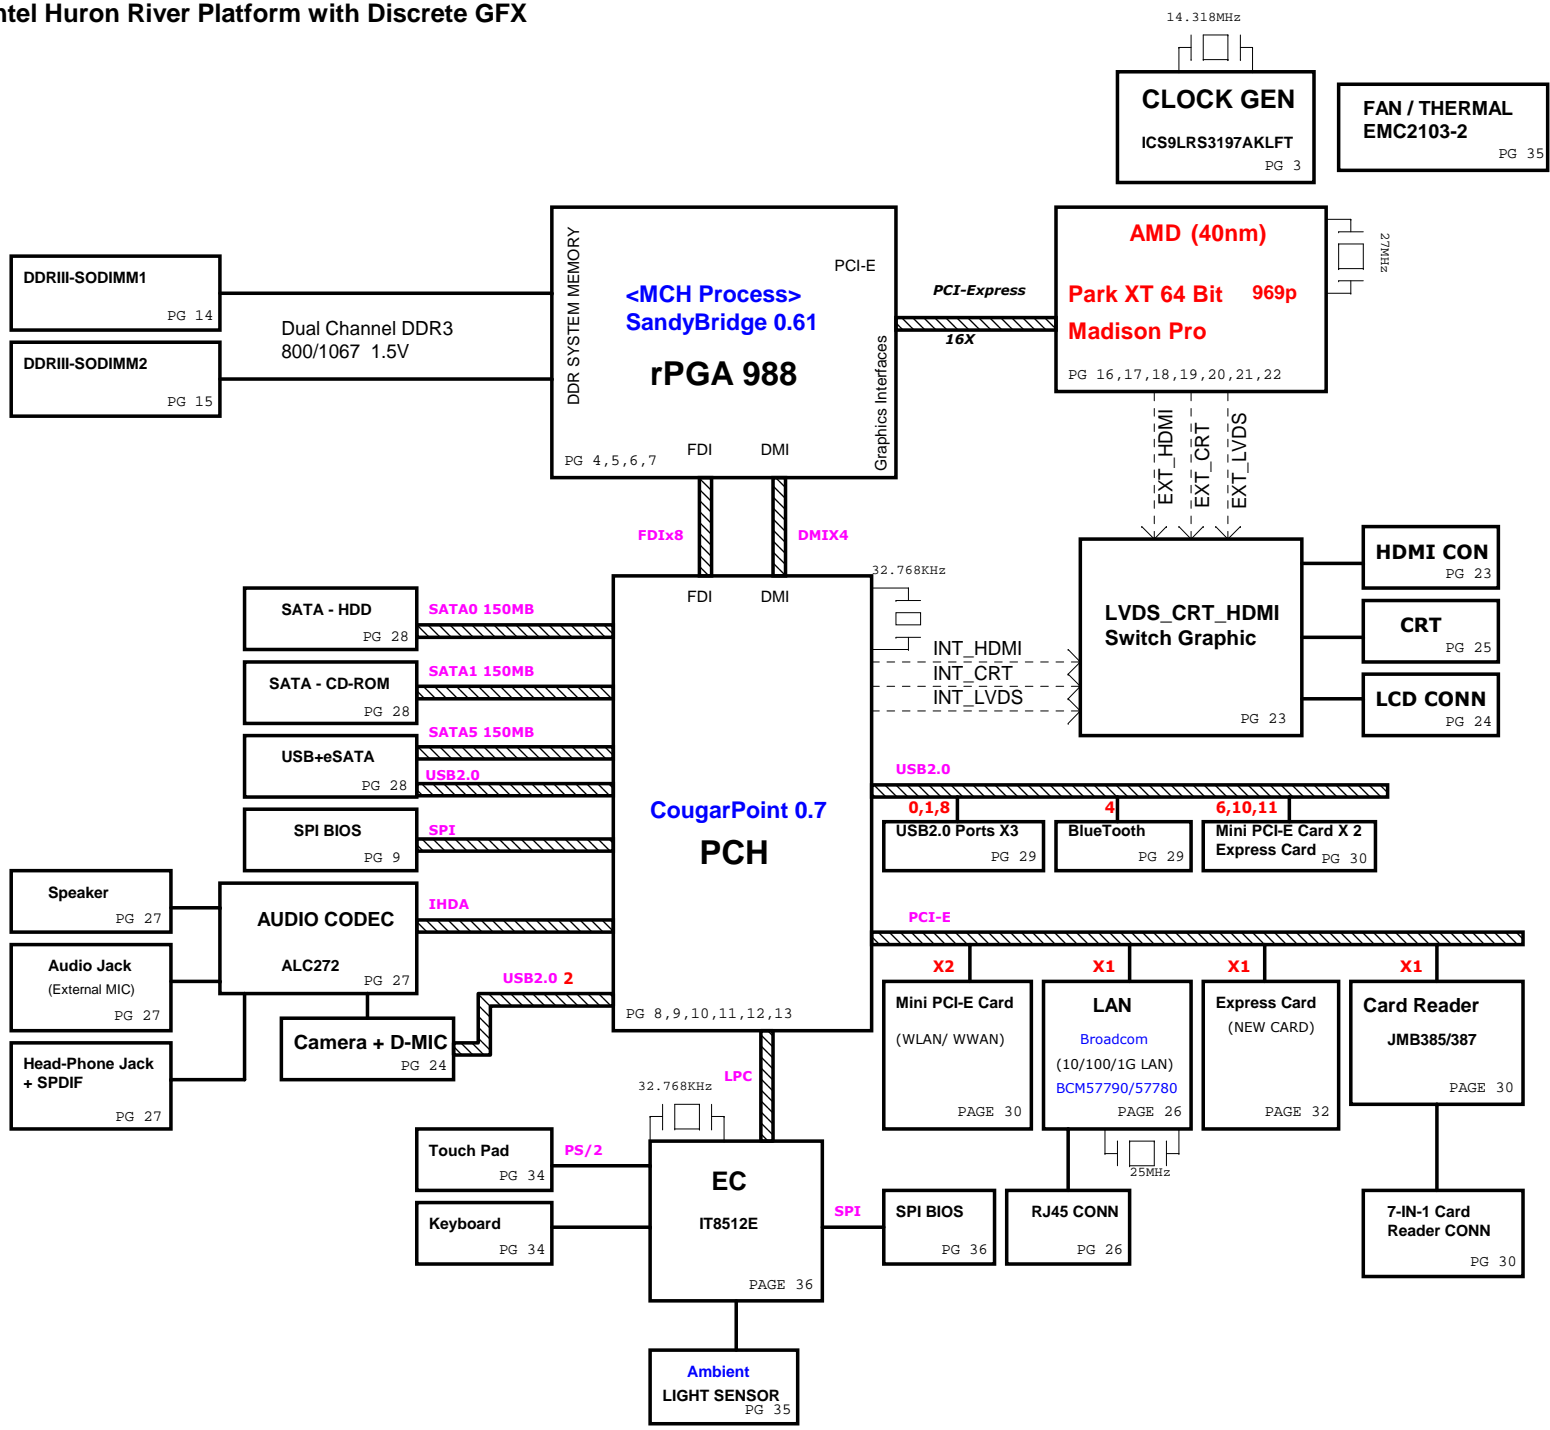 ntel Huron River Platform with Discrete GFX
14.318MHz
CLOCK GEN
ICS9LRS3197AKLFT
PG 3
FAN / THERMAL
EMC2103-2
PG 35
DDRIII-SODIMM1
PG 14
DDRIII-SODIMM2
PG 15
Dual Channel DDR3
800/1067 1.5V
DDR SYSTEM MEMORY
PCI-E
<MCH Process>
SandyBridge 0.61
rPGA 988
Graphics Interfaces
FDI
DMI
PG 4,5,6,7
PCI-Express
16X
AMD (40nm)
Park XT 64 Bit 969p
Madison Pro
PG 16,17,18,19,20,21,22
27MHz
EXT_HDMI
EXT_CRT
EXT_LVDS
FDIx8
DMIX4
32.768KHz
LVDS_CRT_HDMI
Switch Graphic
PG 23
HDMI CON
PG 23
CRT
PG 25
LCD CONN
PG 24
INT_HDMI
INT_CRT
INT_LVDS
FDI
DMI
CougarPoint 0.7
PCH
PG 8,9,10,11,12,13
SATA - HDD
PG 28
SATA0 150MB
SATA - CD-ROM
PG 28
SATA1 150MB
USB+eSATA
PG 28
SATA5 150MB
USB2.0
SPI BIOS
PG 9
SPI
USB2.0
0,1,8
4
6,10,11
USB2.0 Ports X3
PG 29
BlueTooth
PG 29
Mini PCI-E Card X 2
Express Card
PG 30
Speaker
PG 27
Audio Jack
(External MIC)
PG 27
Head-Phone Jack
+ SPDIF
PG 27
AUDIO CODEC
ALC272
PG 27
IHDA
USB2.0 2
Camera + D-MIC
PG 24
PCI-E
X2
X1
X1
X1
Mini PCI-E Card
(WLAN/ WWAN)
PAGE 30
LAN
Broadcom
(10/100/1G LAN)
BCM57790/57780
PAGE 26
Express Card
(NEW CARD)
PAGE 32
Card Reader
JMB385/387
PAGE 30
25MHz
LPC
32.768KHz
Touch Pad
PG 34
PS/2
Keyboard
PG 34
EC
IT8512E
PAGE 36
SPI
SPI BIOS
PG 36
RJ45 CONN
PG 26
7-IN-1 Card
Reader CONN
PG 30
Ambient
LIGHT SENSOR
PG 35